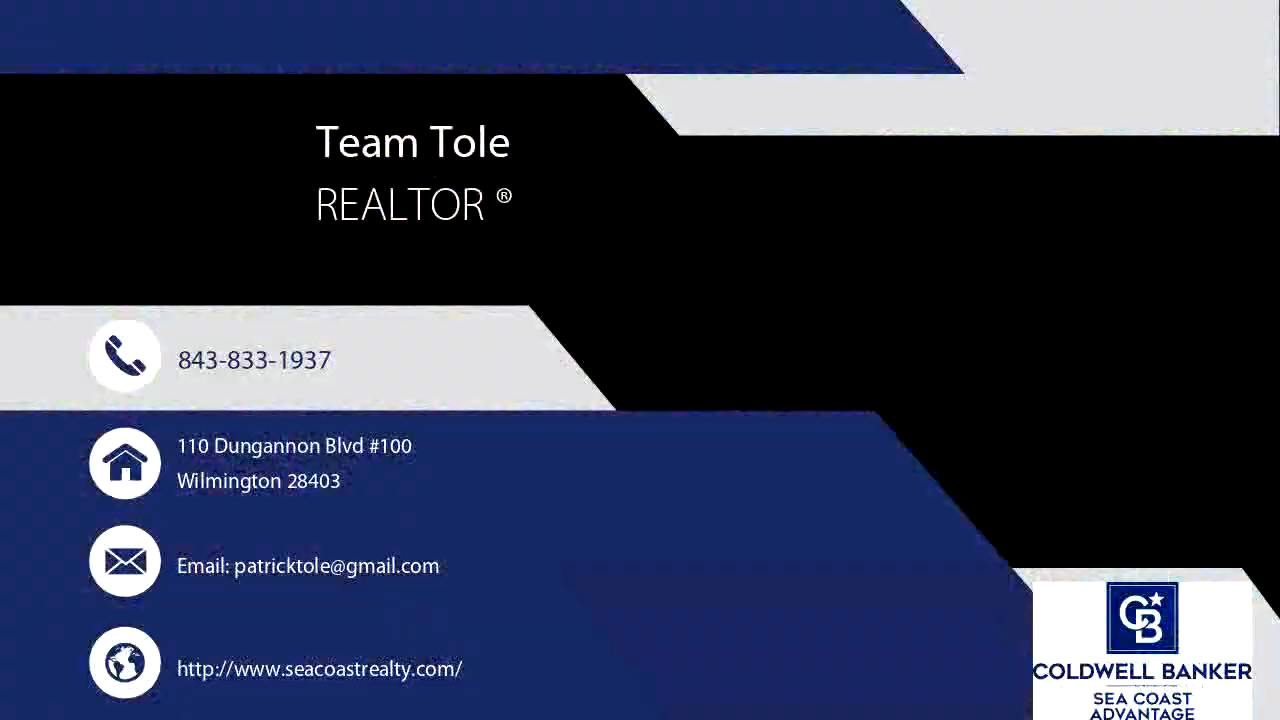 Team Tole
REALTOR ®
843-833-1937
110 Dungannon Blvd #100
Wilmington 28403
Email: patricktole@gmail.com
http://www.seacoastrealty.com/
CB
COLDWELL BANKER
SEA COAST
ADVANTAGE